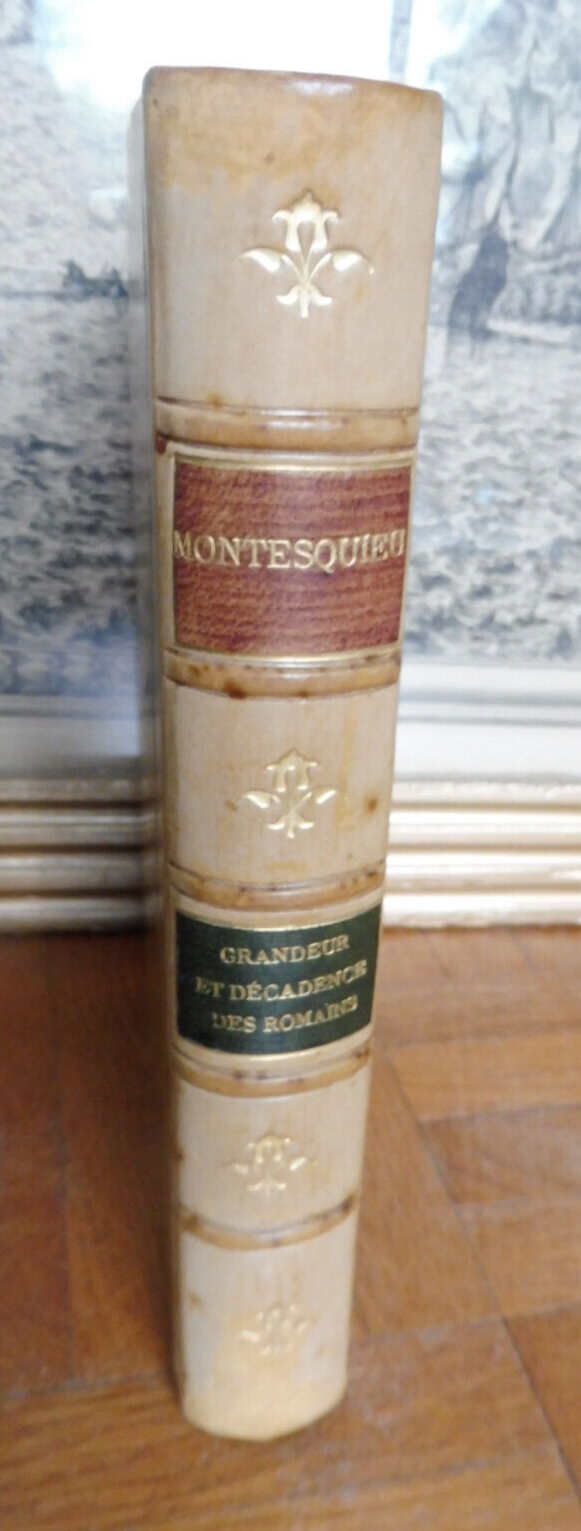 MONTESQUIEU
GRANDEUR
ET DÉCADENCE
DES ROMAINS